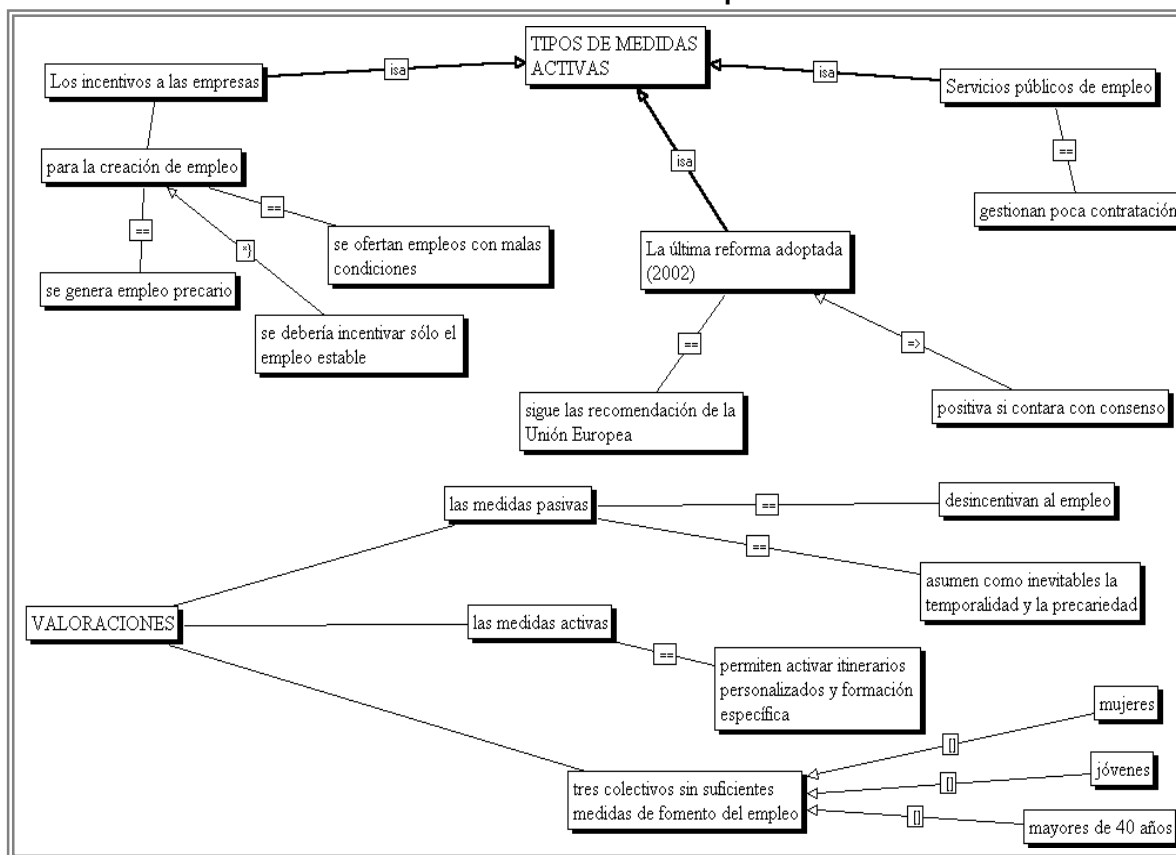 TIPOS DE MEDIDAS
ACTIVAS
Los incentivos a las empresas
isa
isa
Servicios públicos de empleo
para la creación de empleo
isa
==
gestionan poca contratación
==
==
se ofertan empleos con malas
condiciones
*}
La última reforma adoptada
(2002)
se genera empleo precario
se debería incentivar sólo el
empleo estable
==
=>
sigue las recomendación de la
Unión Europea
positiva si contara con consenso
las medidas pasivas
==
desincentivan al empleo
==
asumen como inevitables la
temporalidad y la precariedad
VALORACIONES
las medidas activas
==
permiten activar itinerarios
personalizados y formación
específica
mujeres
[]
tres colectivos sin suficientes
medidas de fomento del empleo
[]
jóvenes
[]
mayores de 40 años